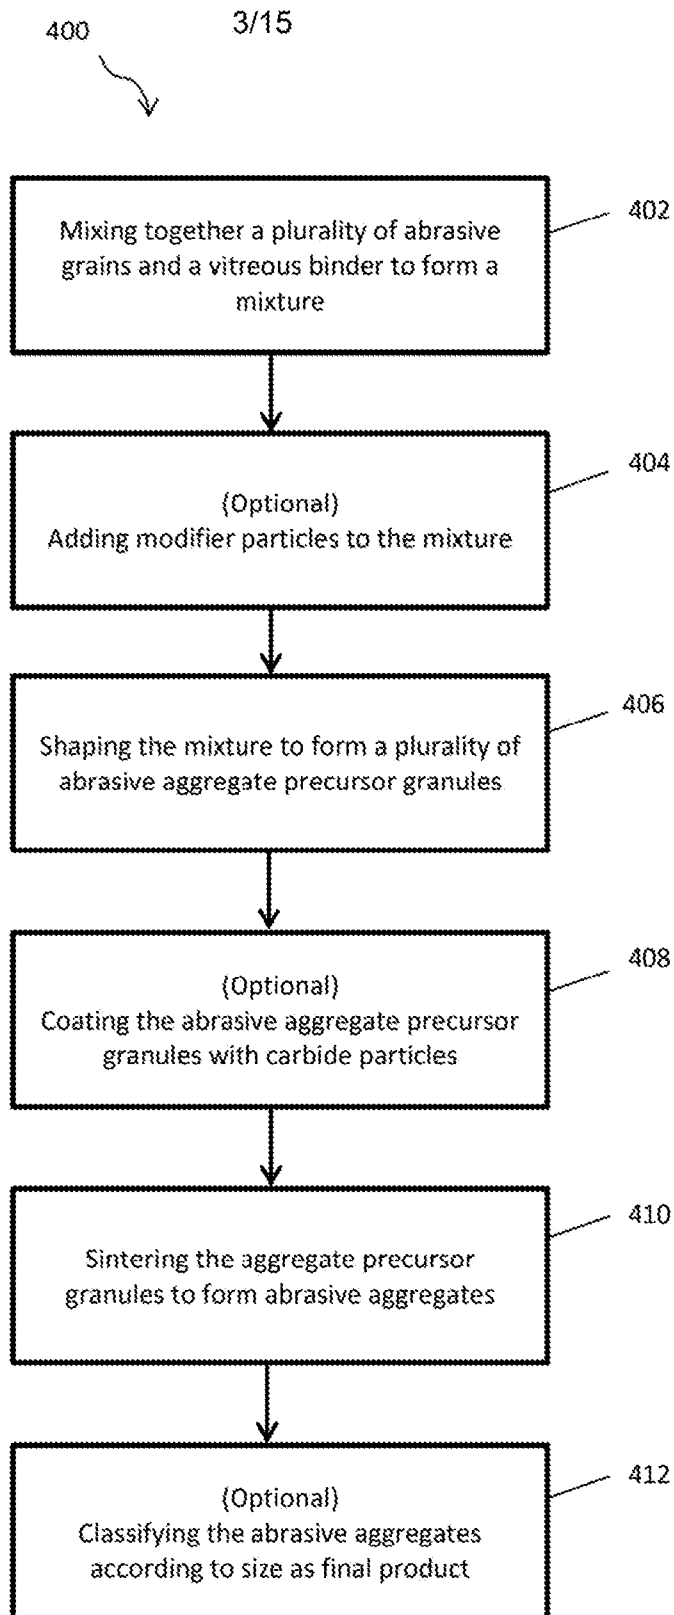 3/15
400
Mixing together a plurality of abrasive
grains and a vitreous binder to form a
mixture
402
(Optional)
Adding modifier particles to the mixture
404
Shaping the mixture to form a plurality of
abrasive aggregate precursor granules
406
(Optional)
Coating the abrasive aggregate precursor
granules with carbide particles
408
Sintering the aggregate precursor
granules to form abrasive aggregates
410
(Optional)
Classifying the abrasive aggregates
according to size as final product
412